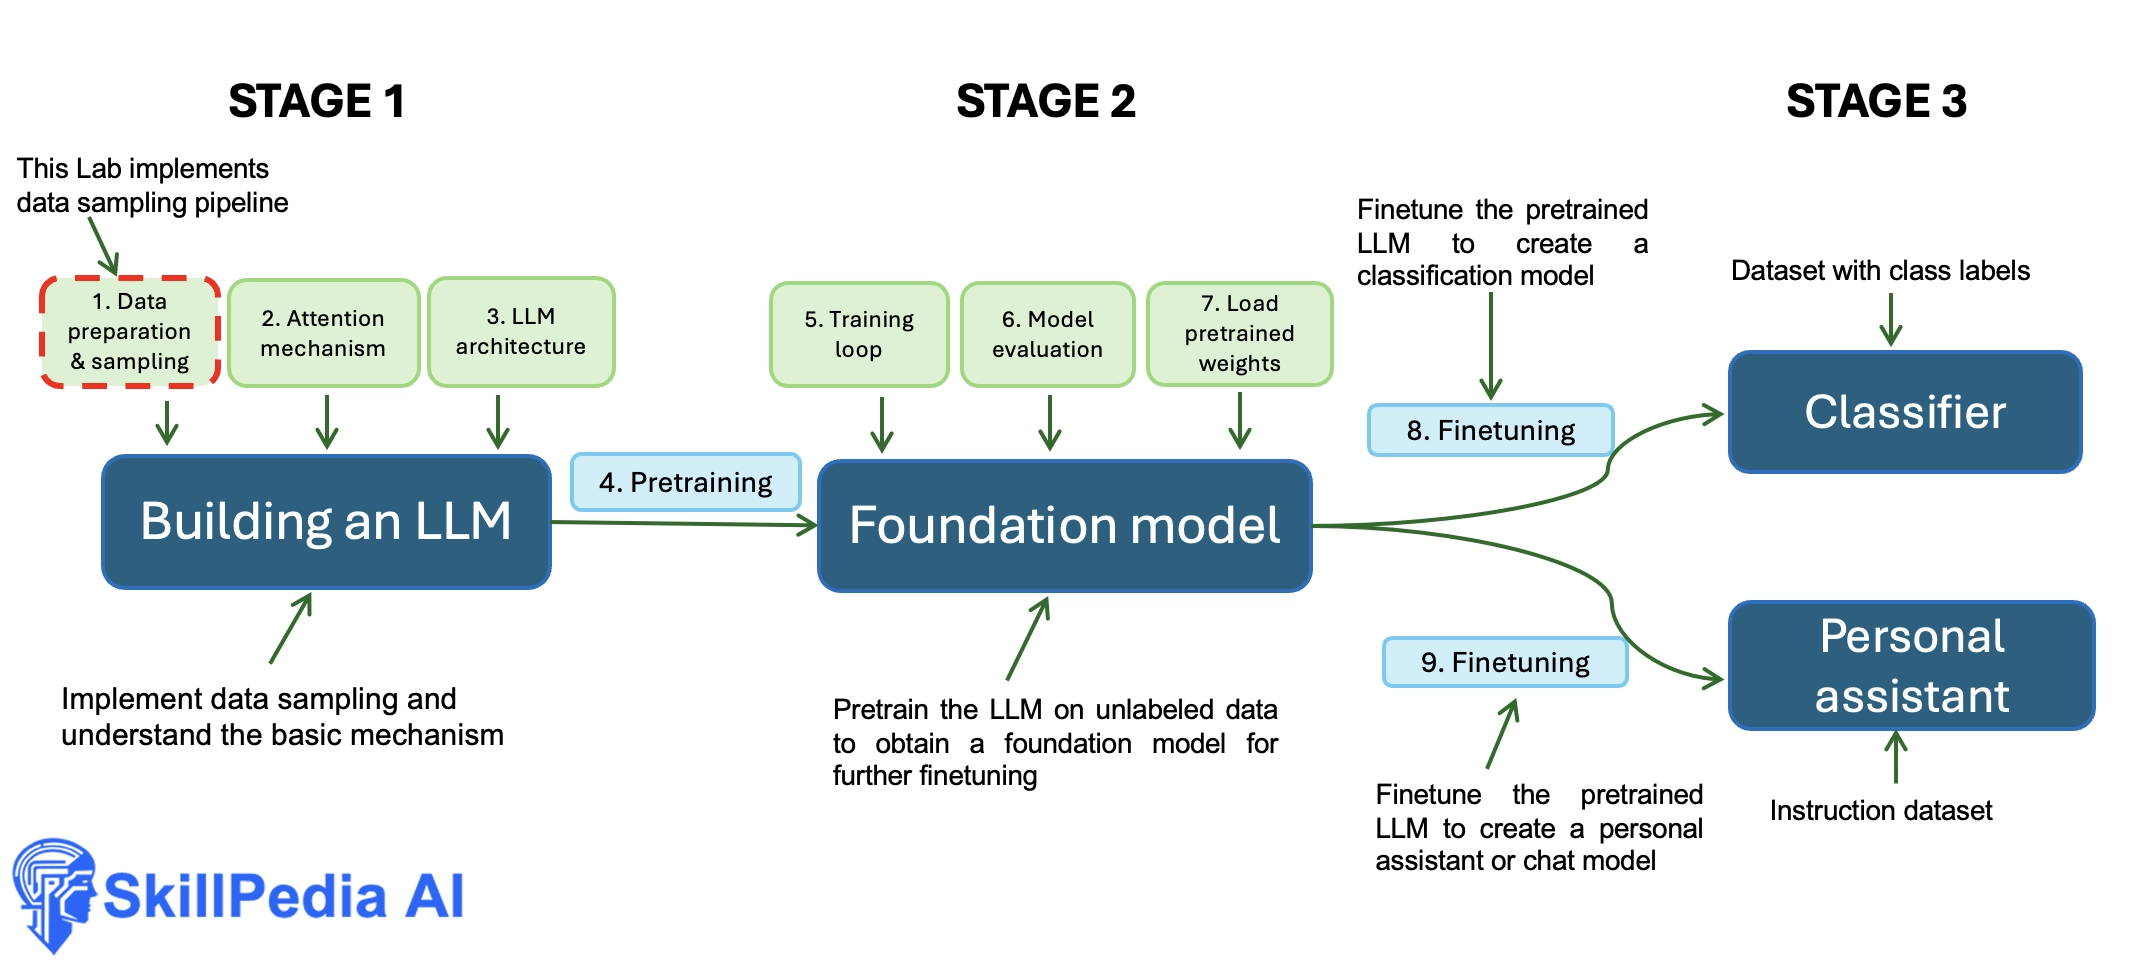 STAGE 1
STAGE 2
STAGE 3
This Lab implements
data sampling pipeline
1. Data
preparation
& sampling
2. Attention
mechanism
3. LLM
architecture
4. Pretraining
Building an LLM
Implement data sampling and
understand the basic mechanism
5. Training
loop
6. Model
evaluation
7. Load
pretrained
weights
Foundation model
Pretrain the LLM on unlabeled data
to obtain a foundation model for
further finetuning
Finetune the pretrained
LLM to create a
classification model
8. Finetuning
Dataset with class labels
Classifier
9. Finetuning
Finetune the pretrained
LLM to create a personal
assistant or chat model
Personal
assistant
Instruction dataset
SkillPedia AI